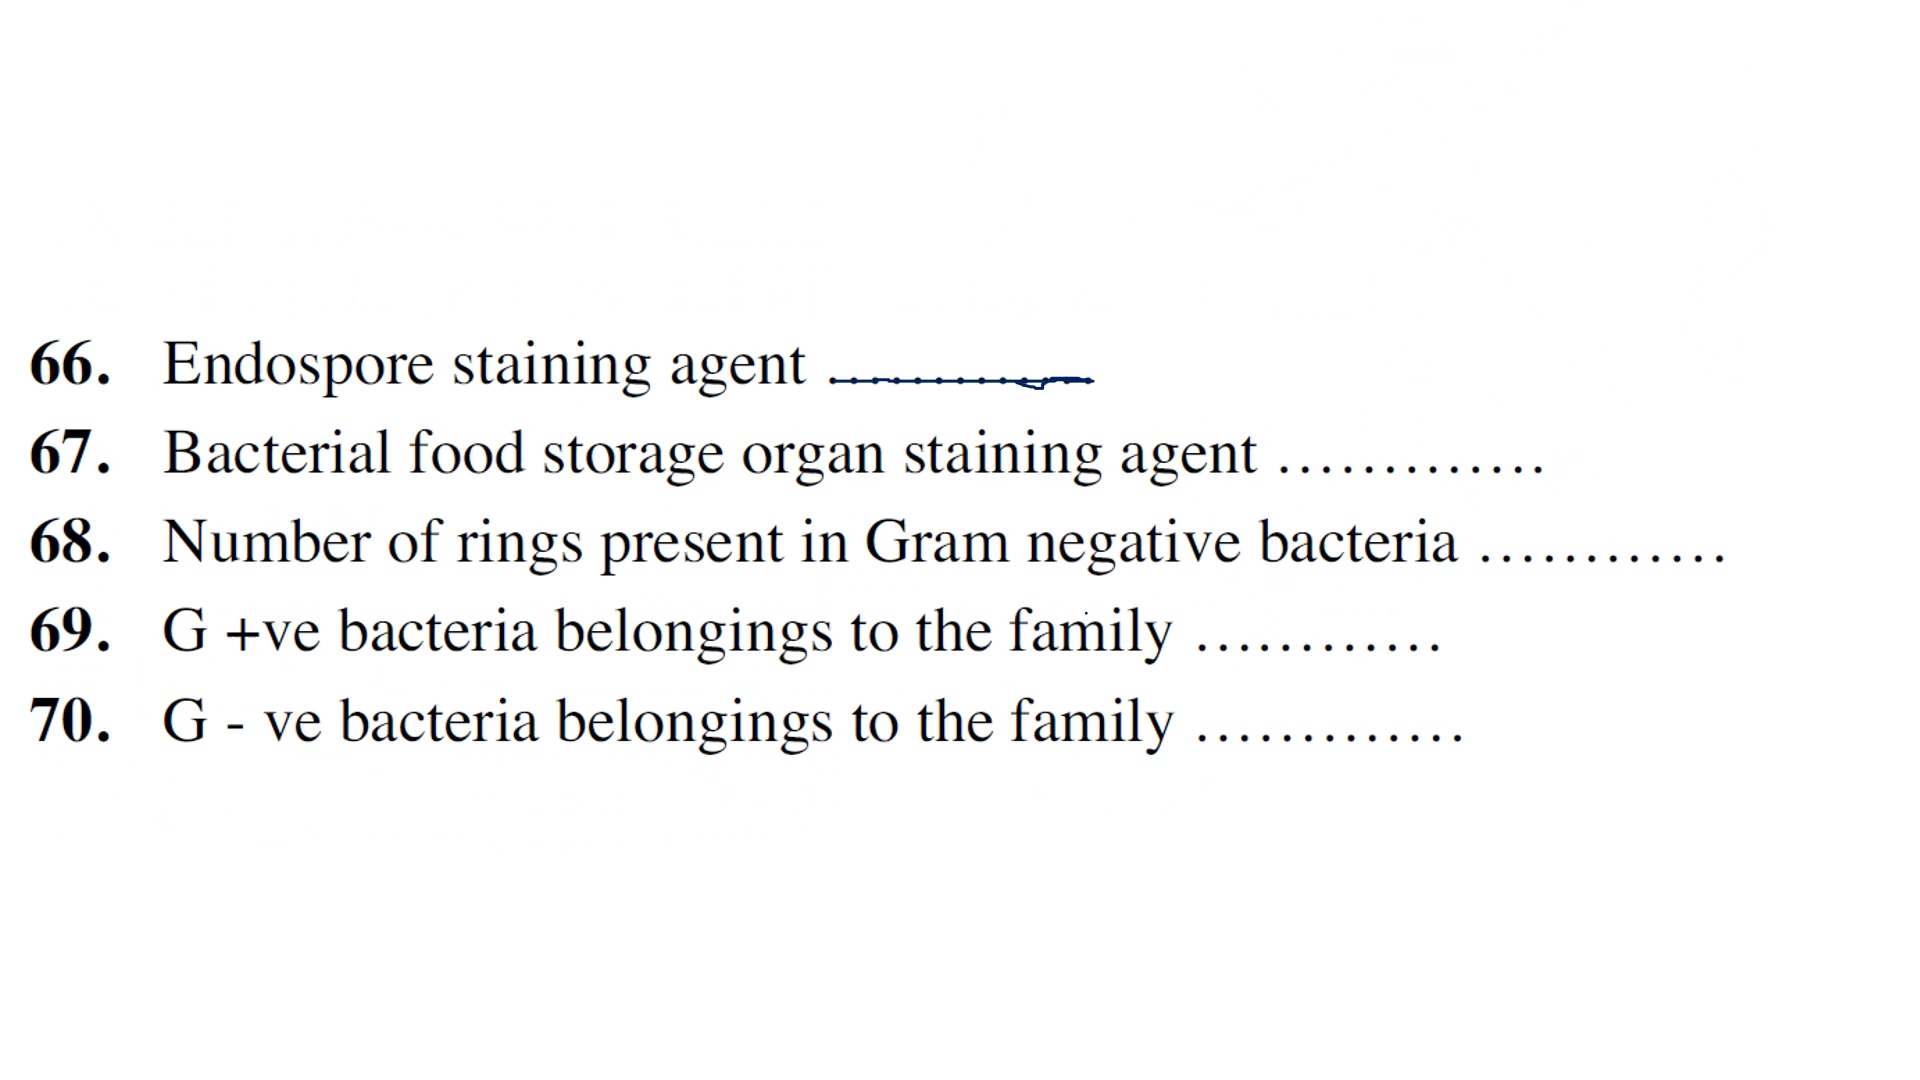 66. Endospore staining agent .............
67. Bacterial food storage organ staining agent .............
68. Number of rings present in Gram negative bacteria ............
69. G +ve bacteria belongings to the family ............
70. G - ve bacteria belongings to the family .............